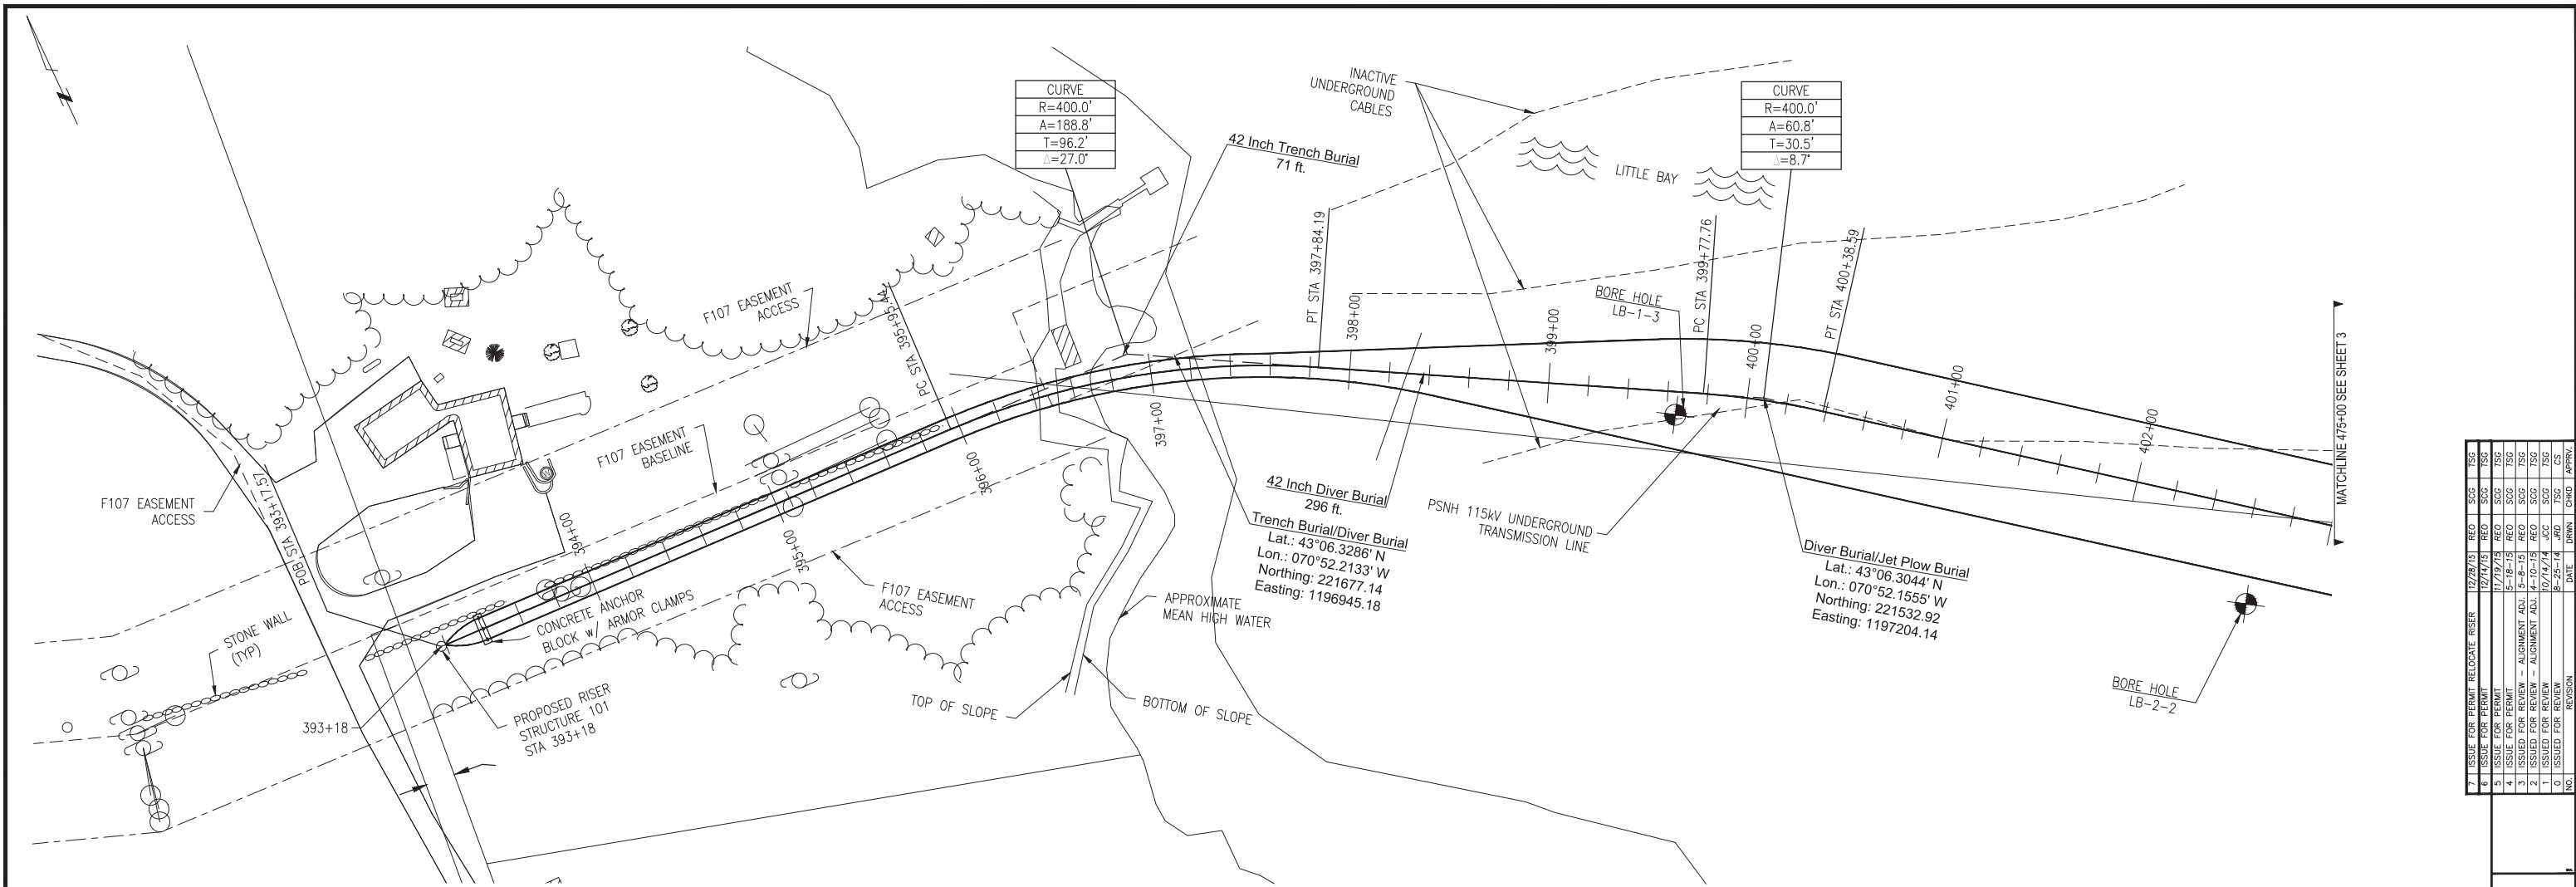 CURVE
R=400.0'
A=188.8'
T=96.2'
Δ=27.0°
42 Inch Trench Burial
71 ft.
INACTIVE
UNDERGROUND
CABLES
CURVE
R=400.0'
A=60.8'
T=30.5'
Δ=8.7°
LITTLE BAY
PT STA 397+84.19
398+00
399+00
BORE HOLE
LB-1-3
PC STA 399+77.76
400+00
PT STA 400+38.59
401+00
402+00
MATCHLINE 475+00 SEE SHEET 3
F107 EASEMENT
ACCESS
PC STA 395+95.44
F107 EASEMENT
BASELINE
396+00
397+00
F107 EASEMENT
ACCESS
POB STA 393+17.57
394+00
395+00
42 Inch Diver Burial
296 ft.
Trench Burial/Diver Burial
Lat.: 43°06.3286' N
Lon.: 070°52.2133' W
Northing: 221677.14
Easting: 1196945.18
PSNH 115kV UNDERGROUND
TRANSMISSION LINE
Diver Burial/Jet Plow Burial
Lat.: 43°06.3044' N
Lon.: 070°52.1555' W
Northing: 221532.92
Easting: 1197204.14
F107 EASEMENT
ACCESS
CONCRETE ANCHOR
BLOCK w/ ARMOR CLAMPS
APPROXIMATE
MEAN HIGH WATER
STONE WALL
(TYP)
393+18
PROPOSED RISER
STRUCTURE 101
STA 393+18
TOP OF SLOPE
BOTTOM OF SLOPE
BORE HOLE
LB-2-2
7 ISSUE FOR PERMIT RELOCATE RISER 12/28/15 REO SCG TSG
6 ISSUE FOR PERMIT 12/14/15 REO SCG TSG
5 ISSUE FOR PERMIT 11/19/15 REO SCG TSG
4 ISSUE FOR PERMIT 5-18-15 REO SCG TSG
3 ISSUED FOR REVIEW - ALIGNMENT ADJ. 5-8-15 REO SCG TSG
2 ISSUED FOR REVIEW - ALIGNMENT ADJ. 4-10-15 REO SCG TSG
1 ISSUED FOR REVIEW 10/14/14 JCC SCG TSG
0 ISSUED FOR REVIEW 8-25-14 JRD TSG CS
NO. REVISION DATE DRWN CHKD APPRV.